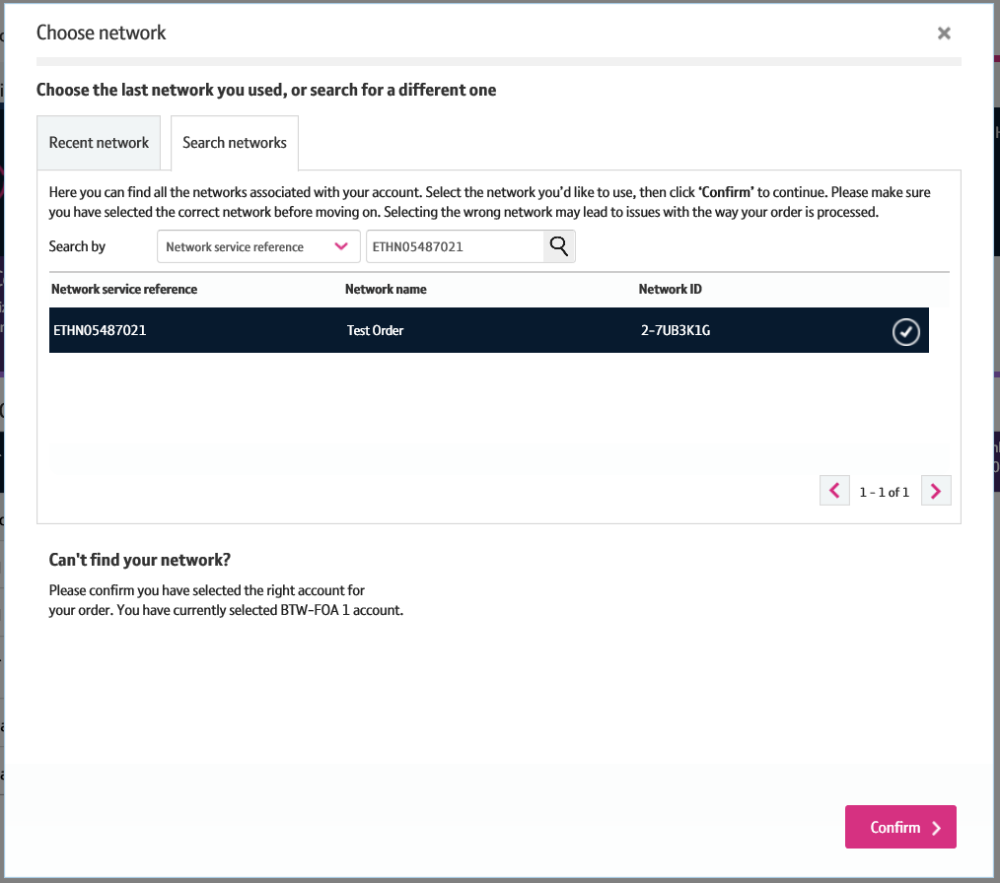 Choose network
Choose the last network you used, or search for a different one
Recent network
Search networks
Here you can find all the networks associated with your account. Select the network you'd like to use, then click 'Confirm' to continue. Please make sure
you have selected the correct network before moving on. Selecting the wrong network may lead to issues with the way your order is processed.
Search by
Network service reference
ETHN05487021
Network service reference Network name Network ID
ETHN05487021 Test Order 2-7UB3K1G
1 - 1 of 1
Can't find your network?
Please confirm you have selected the right account for
your order. You have currently selected BTW-FOA 1 account.
Confirm